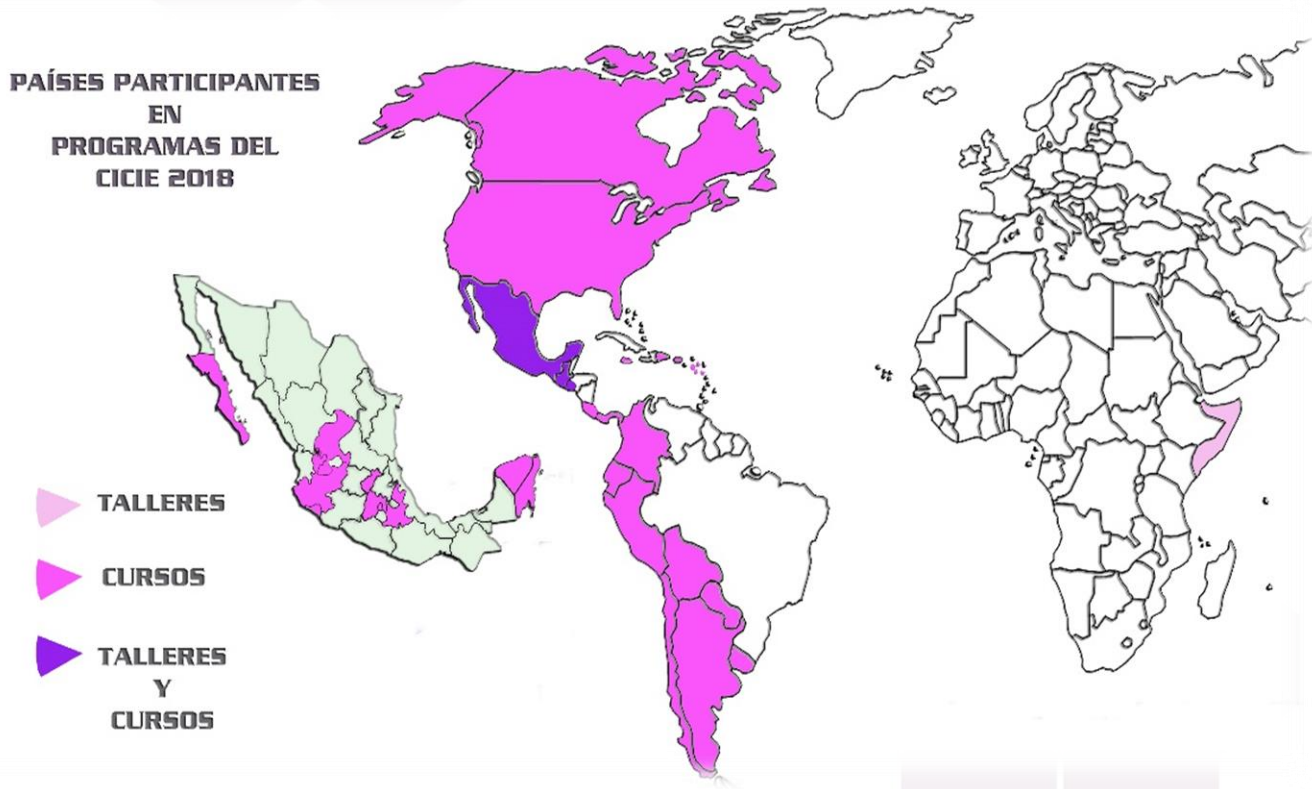 PAÍSES PARTICIPANTES
EN
PROGRAMAS DEL
CICIE 2018
TALLERES
CURSOS
TALLERES
Y
CURSOS